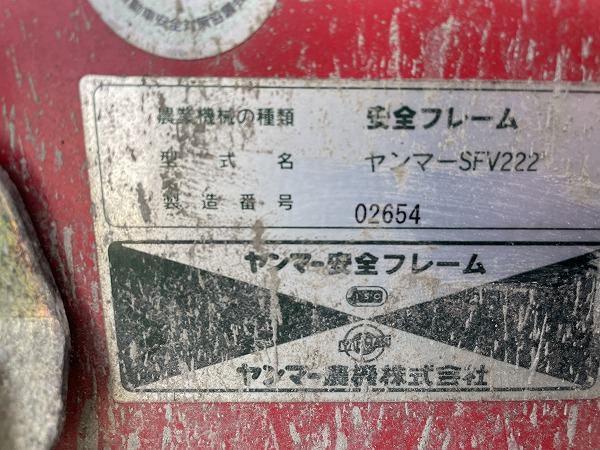 農業機械の種類 安全フレーム
型式名 ヤンマーSFV222
製造番号 02654
ヤンマー安全フレーム
ヤンマー農機株式会社